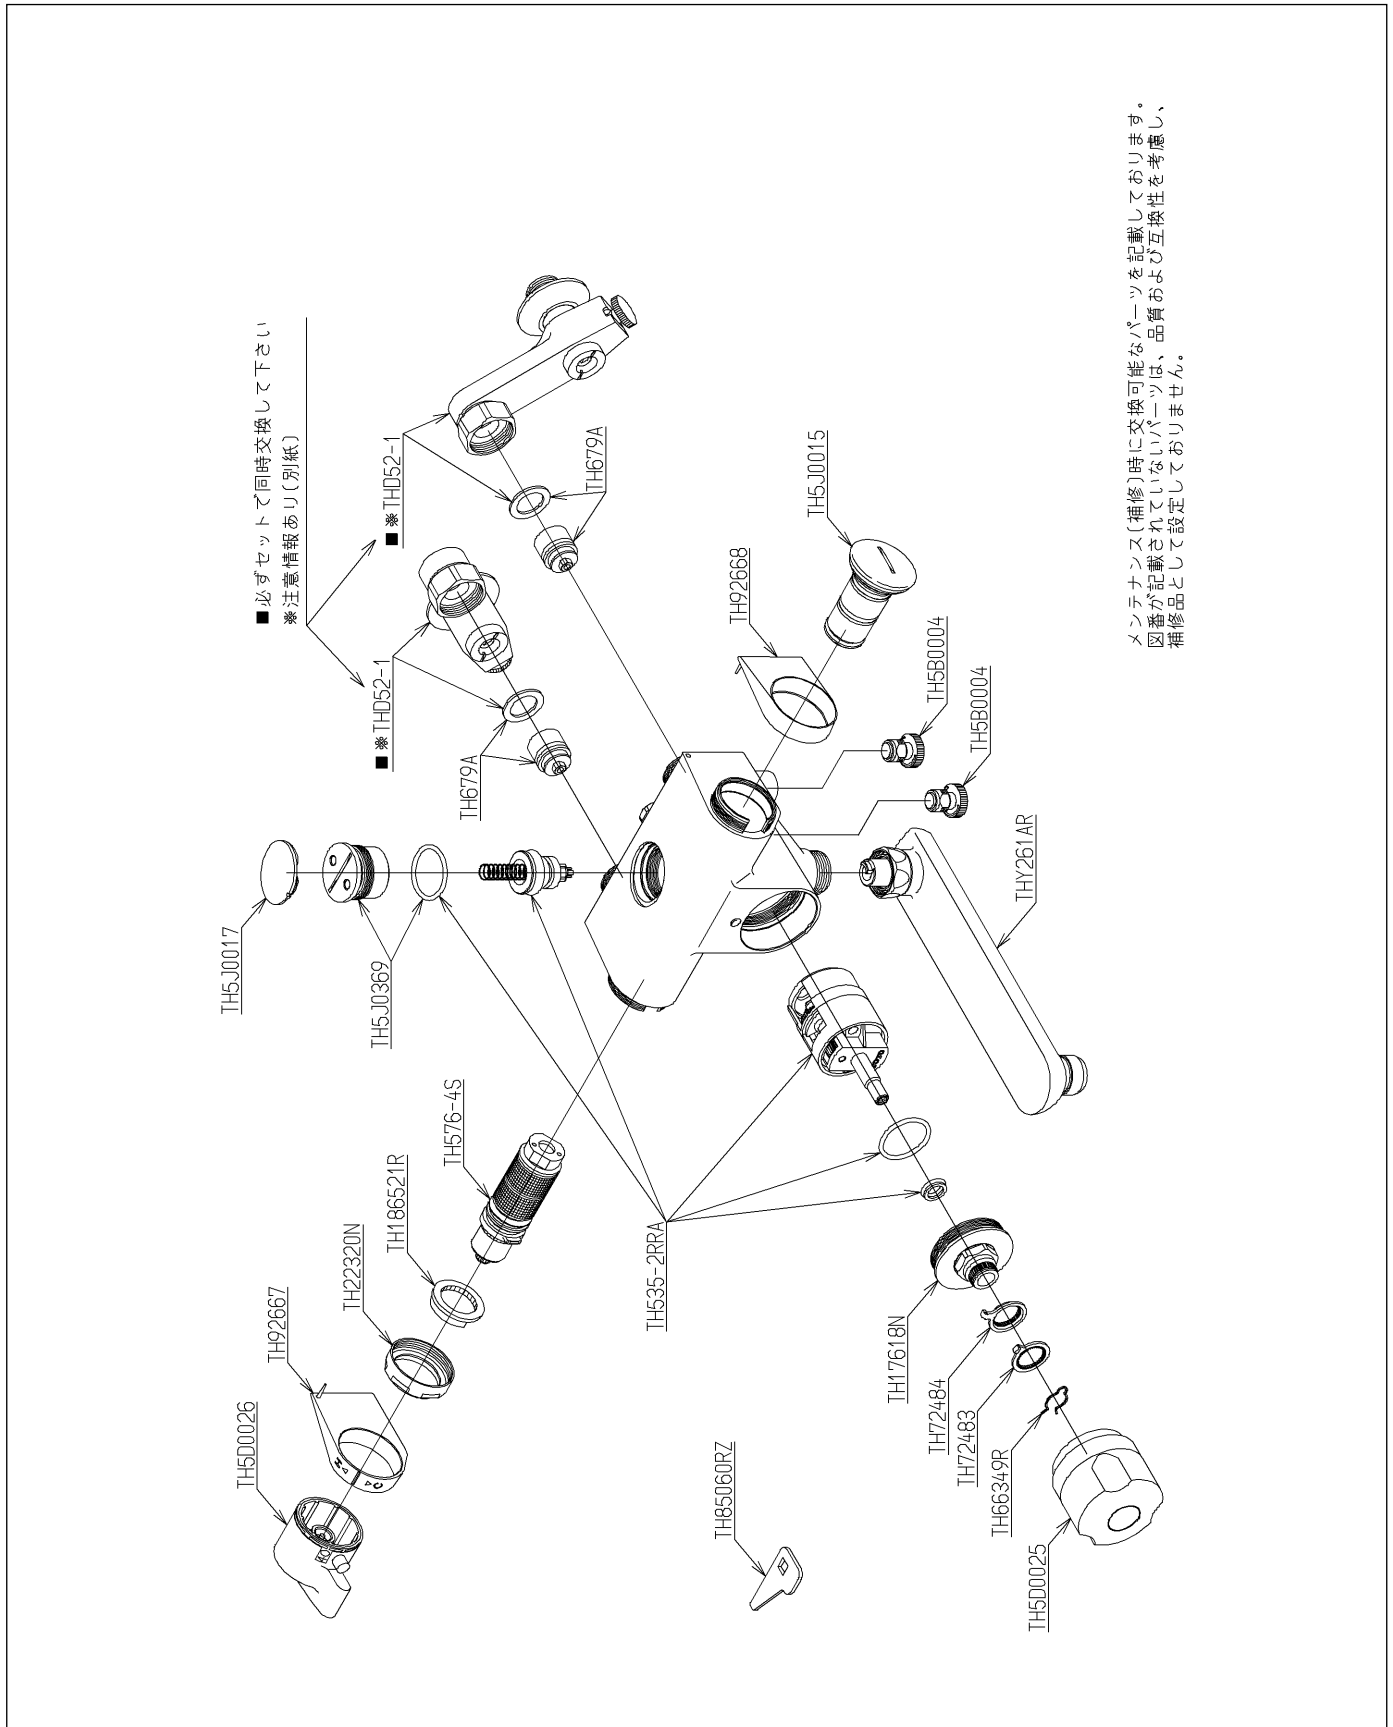 ■必ずセットで同時交換して下さい
※注意情報あり(別紙)
■※THD52-1
■※THD52-1
TH679A
TH679A
TH5J0015
TH92668
TH5B0004
TH5B0004
THY261AR
TH5J0017
TH5J0369
TH576-4S
TH186521R
TH22320N
TH92667
TH5D0026
TH535-2RRA
TH17618N
TH72484
TH72483
TH66349R
TH5D0025
TH85060RZ
メンテナンス(補修)時に交換可能なパーツを記載しております。
図番が記載されていないパーツは、品質および互換性を考慮し、
補修品として設定しておりません。
H
C